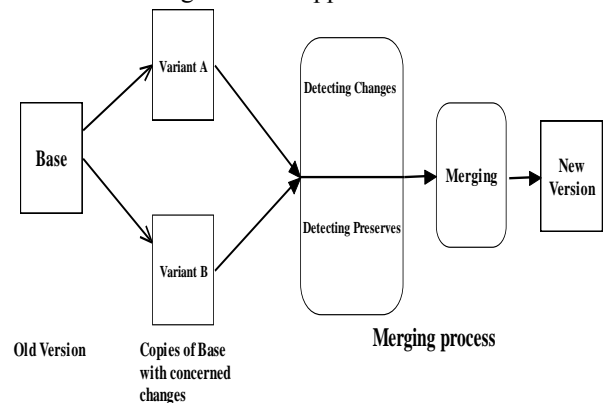 Variant A
Detecting Changes
Base
Merging
New
Version
Detecting Preserves
Variant B
Old Version
Copies of Base
with concerned
changes
Merging process